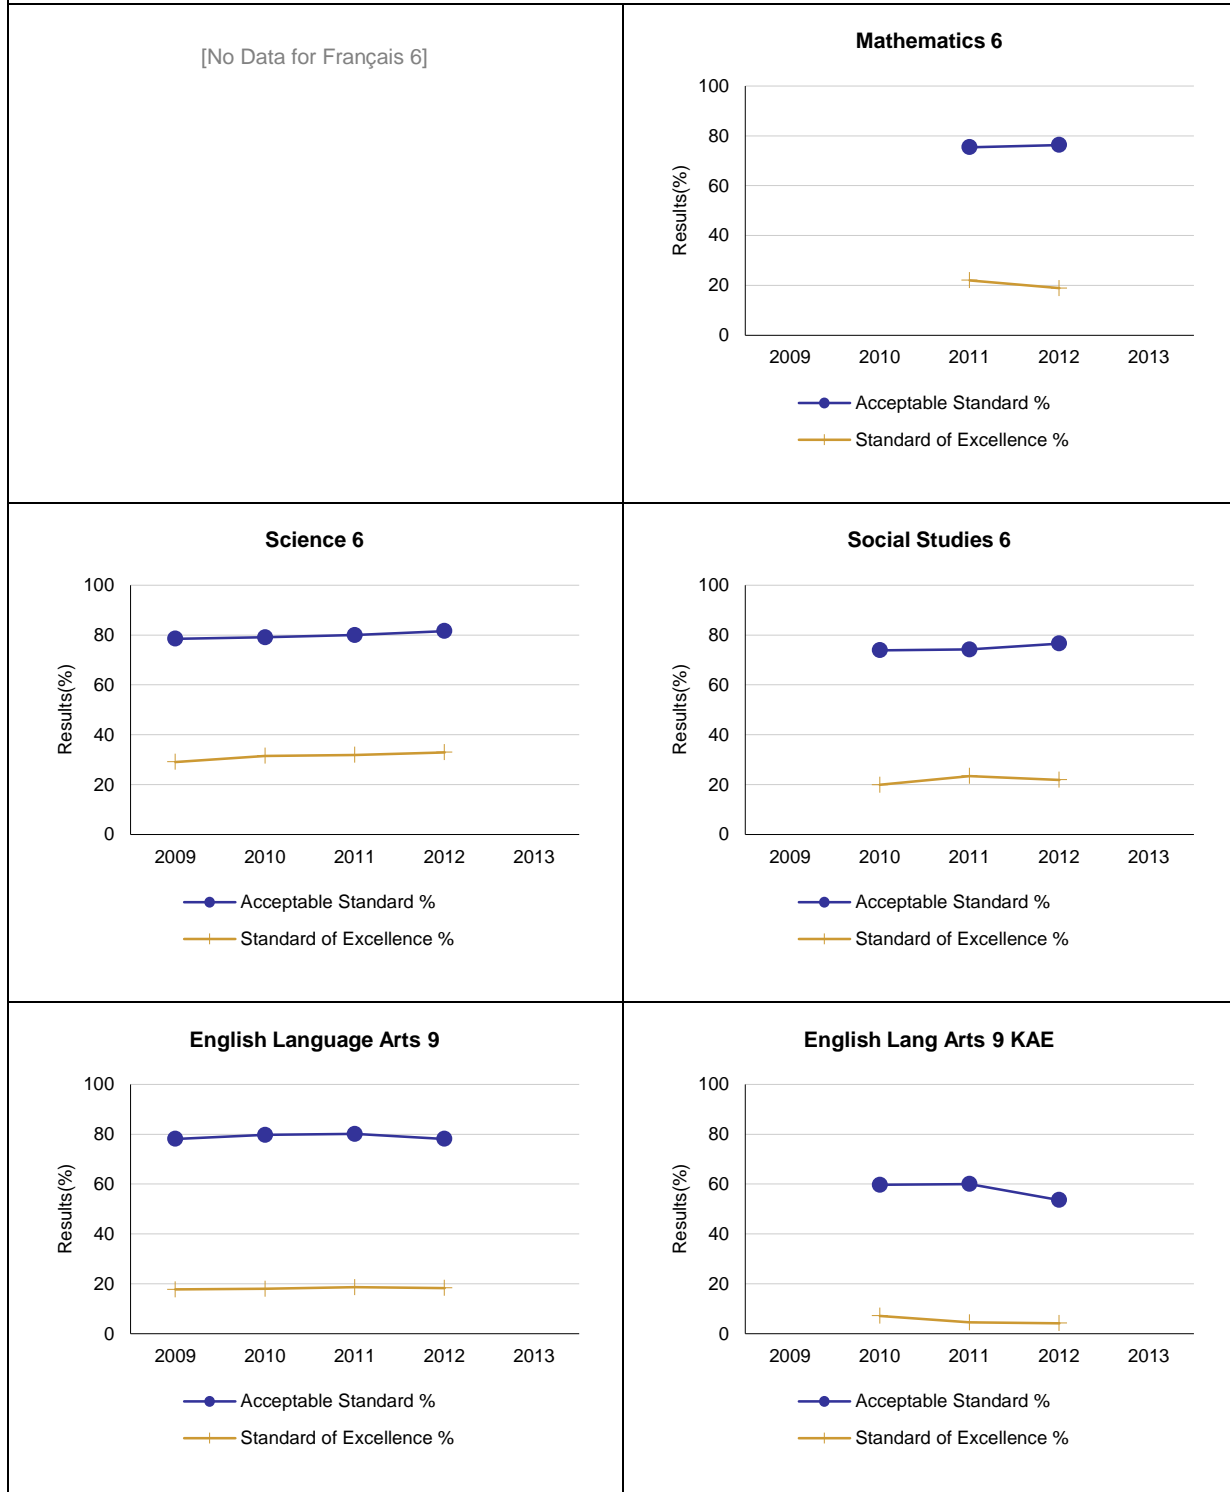 [No Data for Français 6]
Mathematics 6
100
80
60
40
20
0
Results(%)
2009 2010 2011 2012 2013
Acceptable Standard %
Standard of Excellence %
Science 6
100
80
60
40
20
0
Results(%)
2009 2010 2011 2012 2013
Acceptable Standard %
Standard of Excellence %
Social Studies 6
100
80
60
40
20
0
Results(%)
2009 2010 2011 2012 2013
Acceptable Standard %
Standard of Excellence %
English Language Arts 9
100
80
60
40
20
0
Results(%)
2009 2010 2011 2012 2013
Acceptable Standard %
Standard of Excellence %
English Lang Arts 9 KAE
100
80
60
40
20
0
Results(%)
2009 2010 2011 2012 2013
Acceptable Standard %
Standard of Excellence %